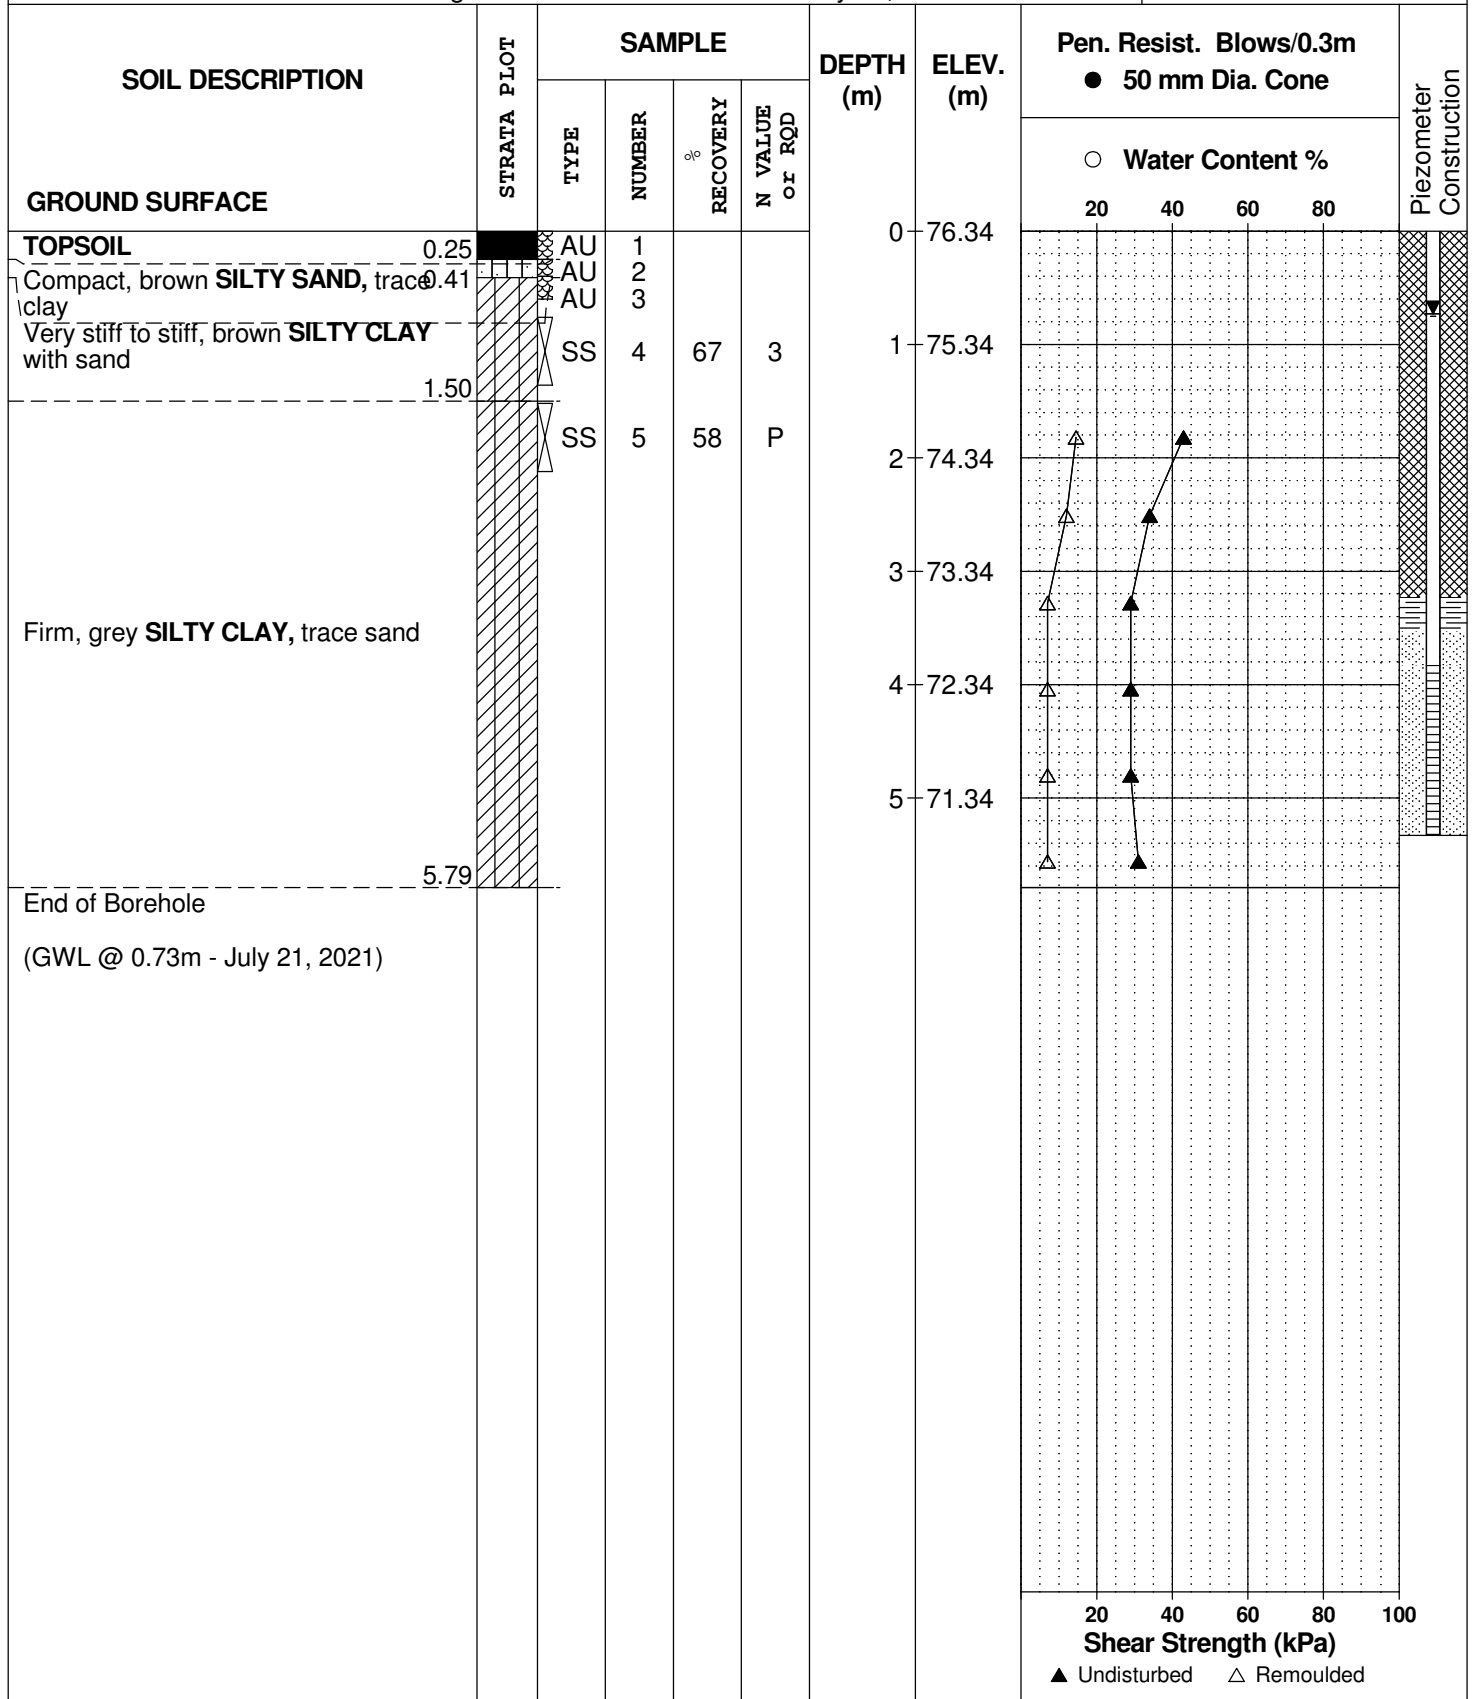 SOIL DESCRIPTION
GROUND SURFACE
STRATA PLOT
SAMPLE
TYPE
NUMBER
%
RECOVERY
N VALUE
or RQD
DEPTH
(m)
ELEV.
(m)
Pen. Resist. Blows/0.3m
● 50 mm Dia. Cone
○ Water Content %
20 40 60 80
Piezometer
Construction
TOPSOIL 0.25
AU 1
0 76.34
Compact, brown SILTY SAND, trace 0.41
clay
AU 2
AU 3
Very stiff to stiff, brown SILTY CLAY
with sand
SS 4 67 3
1 75.34
1.50
SS 5 58 P
2 74.34
3 73.34
Firm, grey SILTY CLAY, trace sand
4 72.34
5 71.34
5.79
End of Borehole
(GWL @ 0.73m - July 21, 2021)
20 40 60 80 100
Shear Strength (kPa)
▲ Undisturbed △ Remoulded